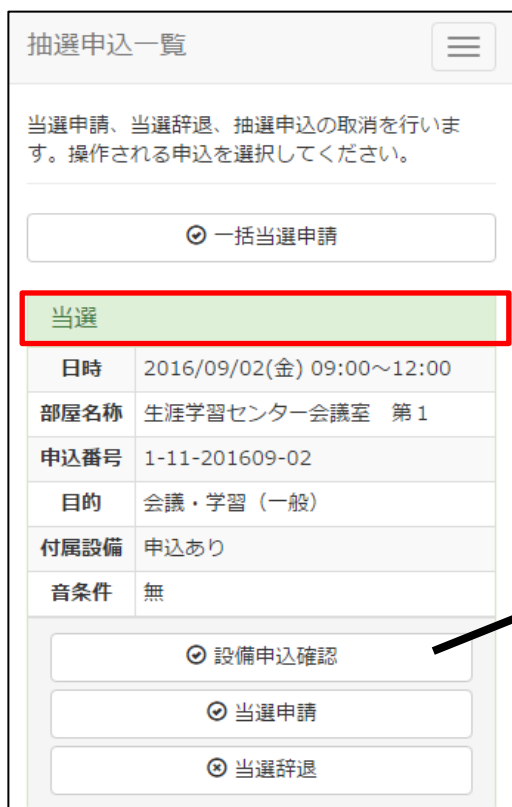 抽選申込一覧
当選申請、当選辞退、抽選申込の取消を行いま
す。操作される申込を選択してください。
一括当選申請
当選
日時 2016/09/02(金) 09:00～12:00
部屋名称 生涯学習センター会議室　第１
申込番号 1-11-201609-02
目的 会議・学習（一般）
付属設備 申込あり
音条件 無
設備申込確認
当選申請
当選辞退